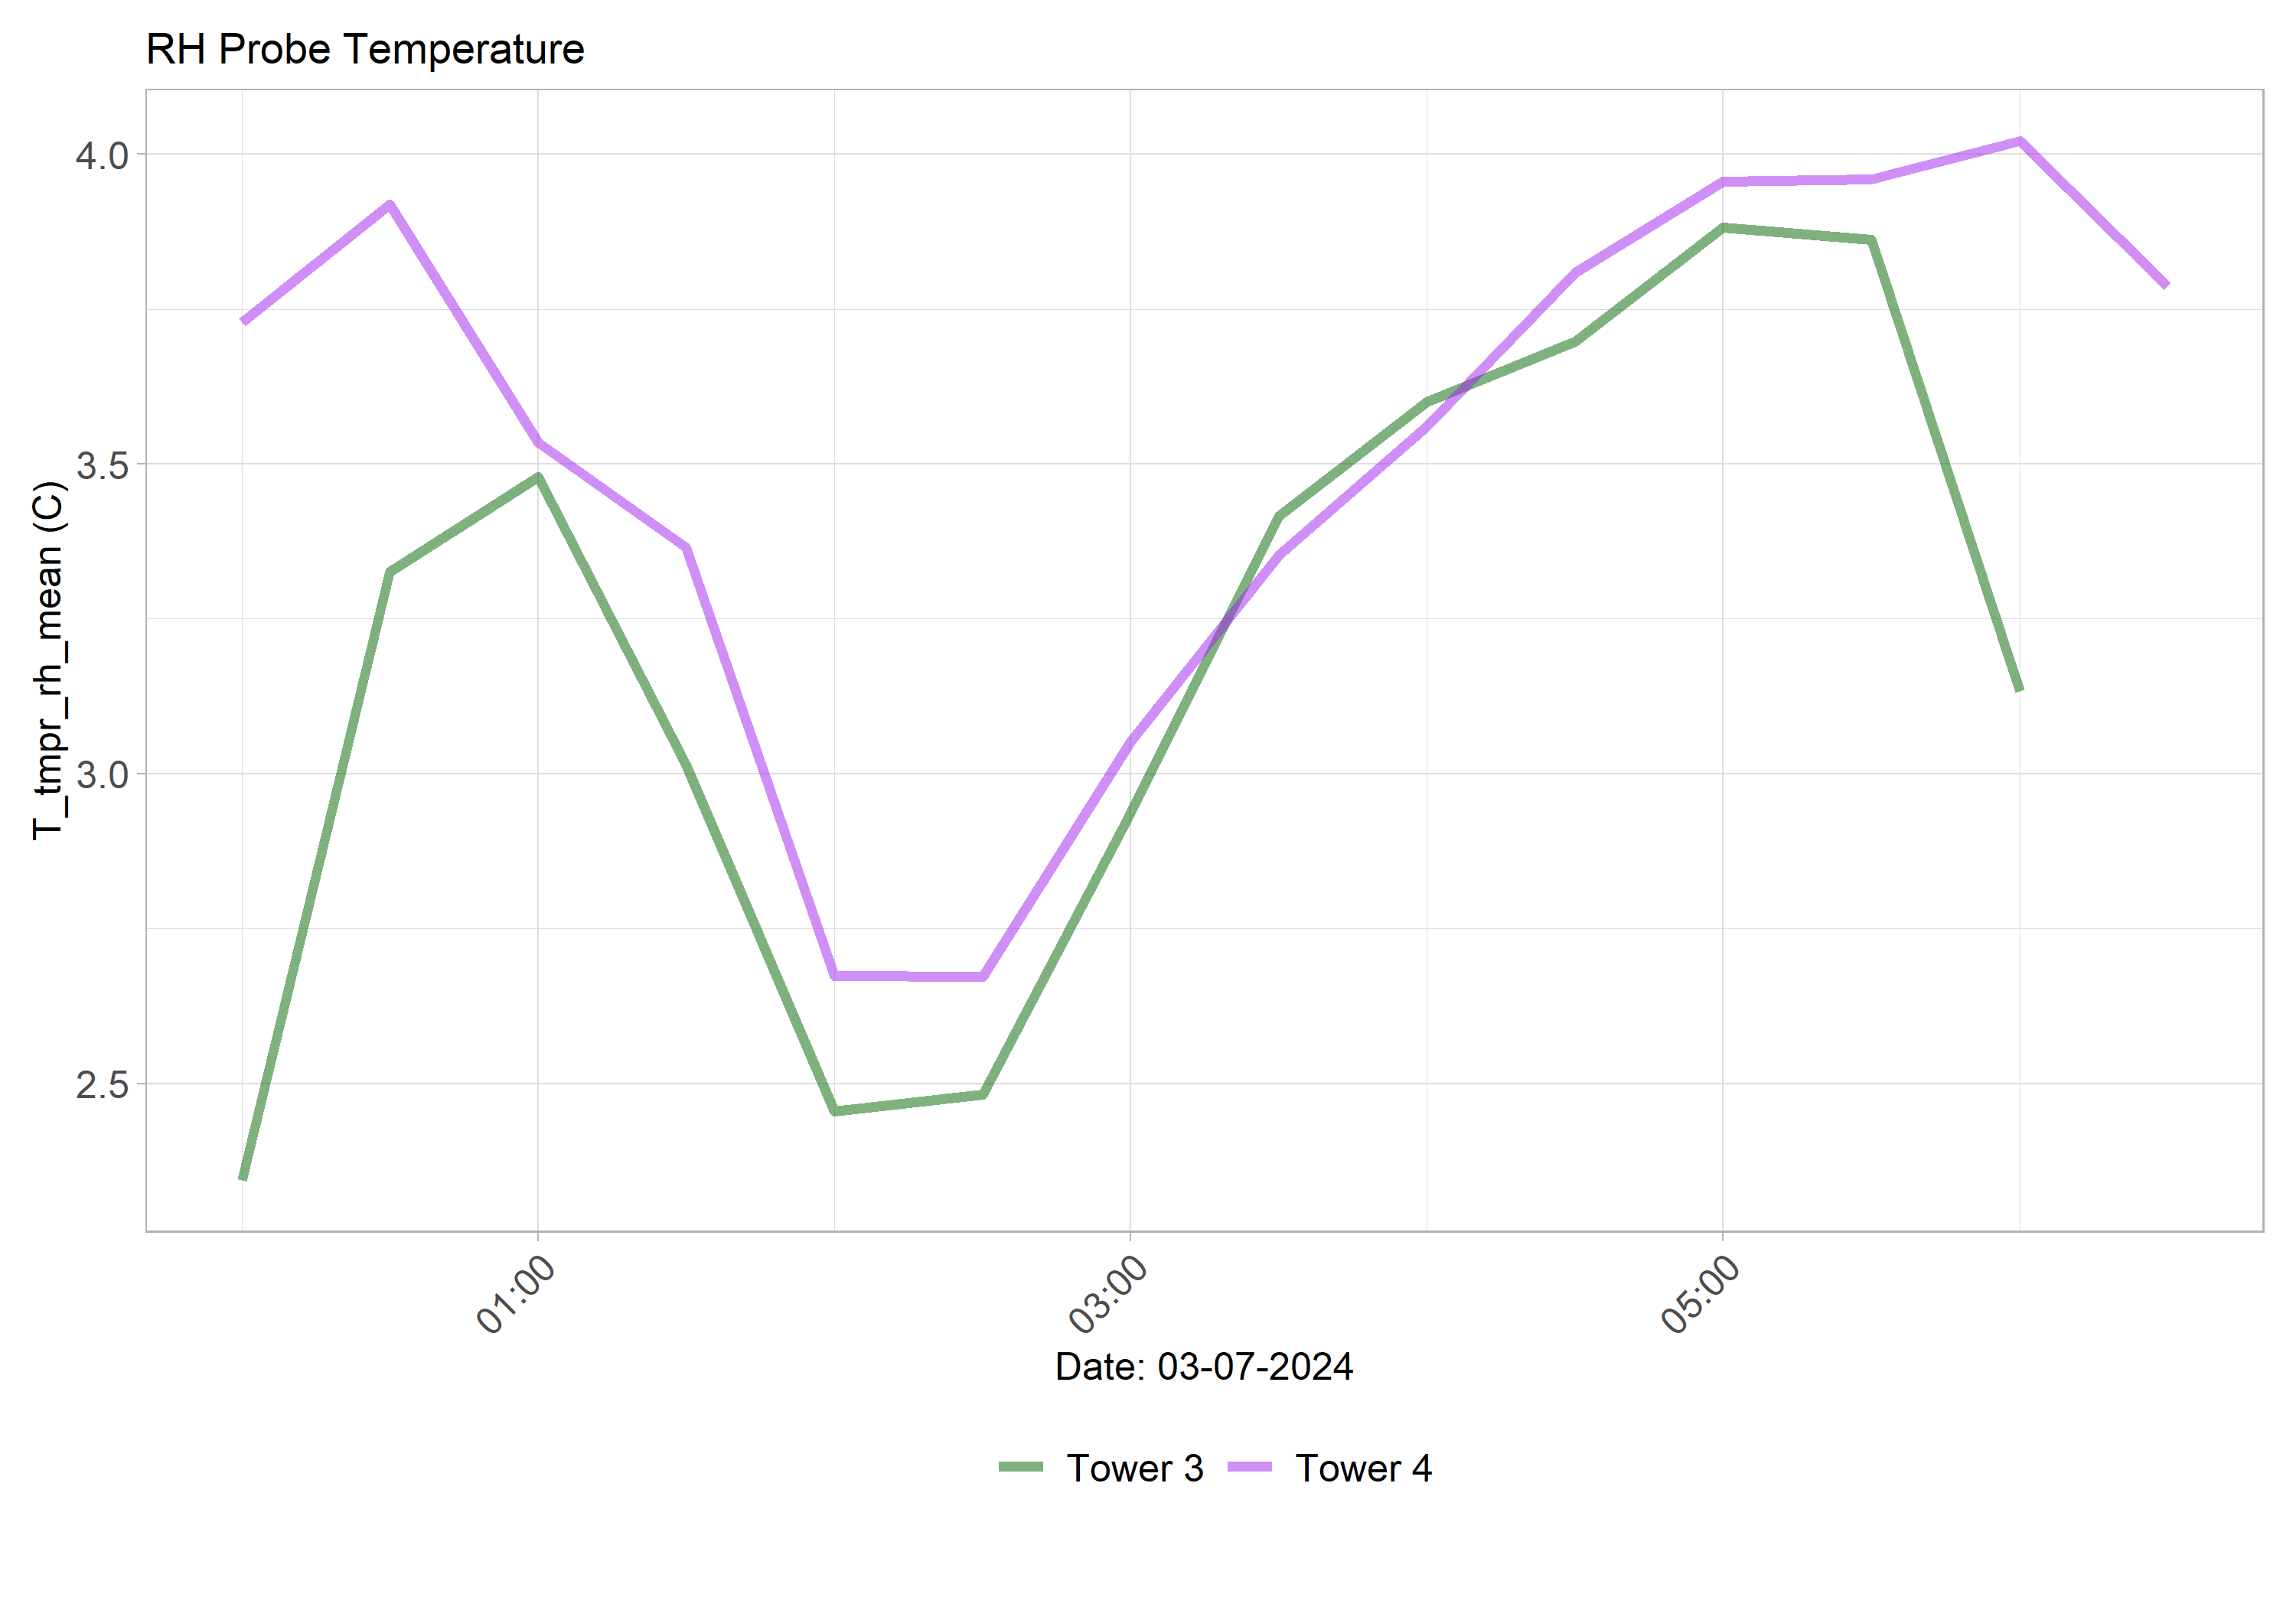 RH Probe Temperature
T_tmpr_rh_mean (C)
4.0
3.5
3.0
2.5
01:00
03:00
05:00
Date: 03-07-2024
Tower 3
Tower 4